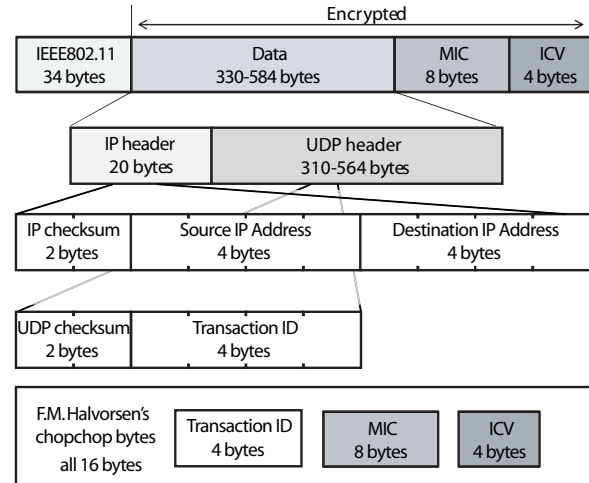 Encrypted
IEEE802.11
34 bytes
Data
330-584 bytes
MIC
8 bytes
ICV
4 bytes
IP header
20 bytes
UDP header
310-564 bytes
IP checksum
2 bytes
Source IP Address
4 bytes
Destination IP Address
4 bytes
UDP checksum
2 bytes
Transaction ID
4 bytes
F.M. Halvorsen's
chopchop bytes
all 16 bytes
Transaction ID
4 bytes
MIC
8 bytes
ICV
4 bytes